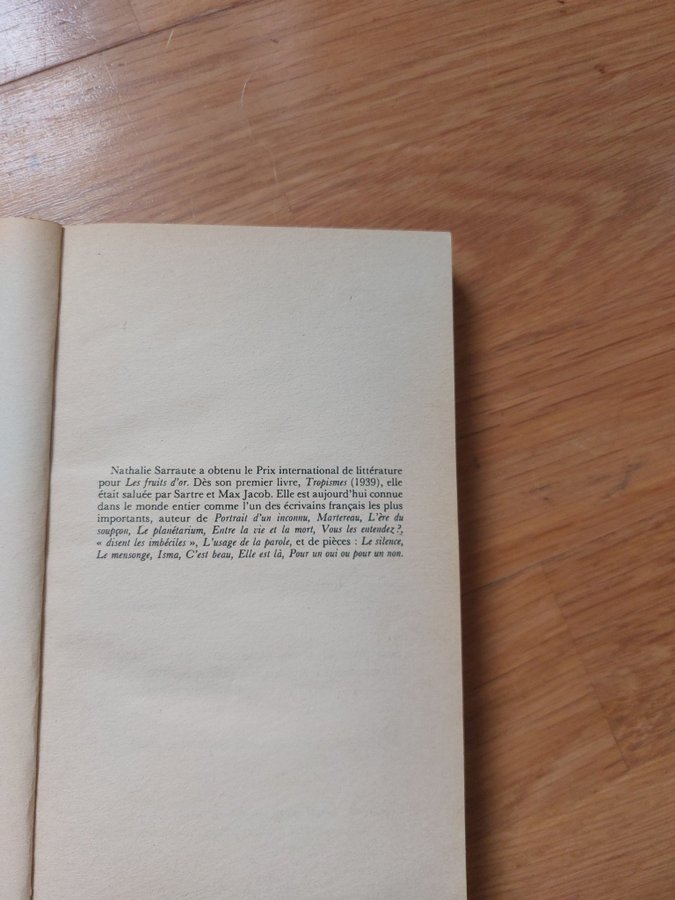 Nathalie Sarraute a obtenu le Prix international de littérature
pour Les fruits d'or. Dès son premier livre, Tropismes (1939), elle
était saluée par Sartre et Max Jacob. Elle est aujourd'hui connue
dans le monde entier comme l'un des écrivains français les plus
importants, auteur de Portrait d'un inconnu, Martereau, L'ère du
soupçon, Le planétarium, Entre la vie et la mort, Vous les entendez?,
« disent les imbéciles », L'usage de la parole, et de pièces : Le silence,
Le mensonge, Isma, C'est beau, Elle est là, Pour un oui ou pour un non.